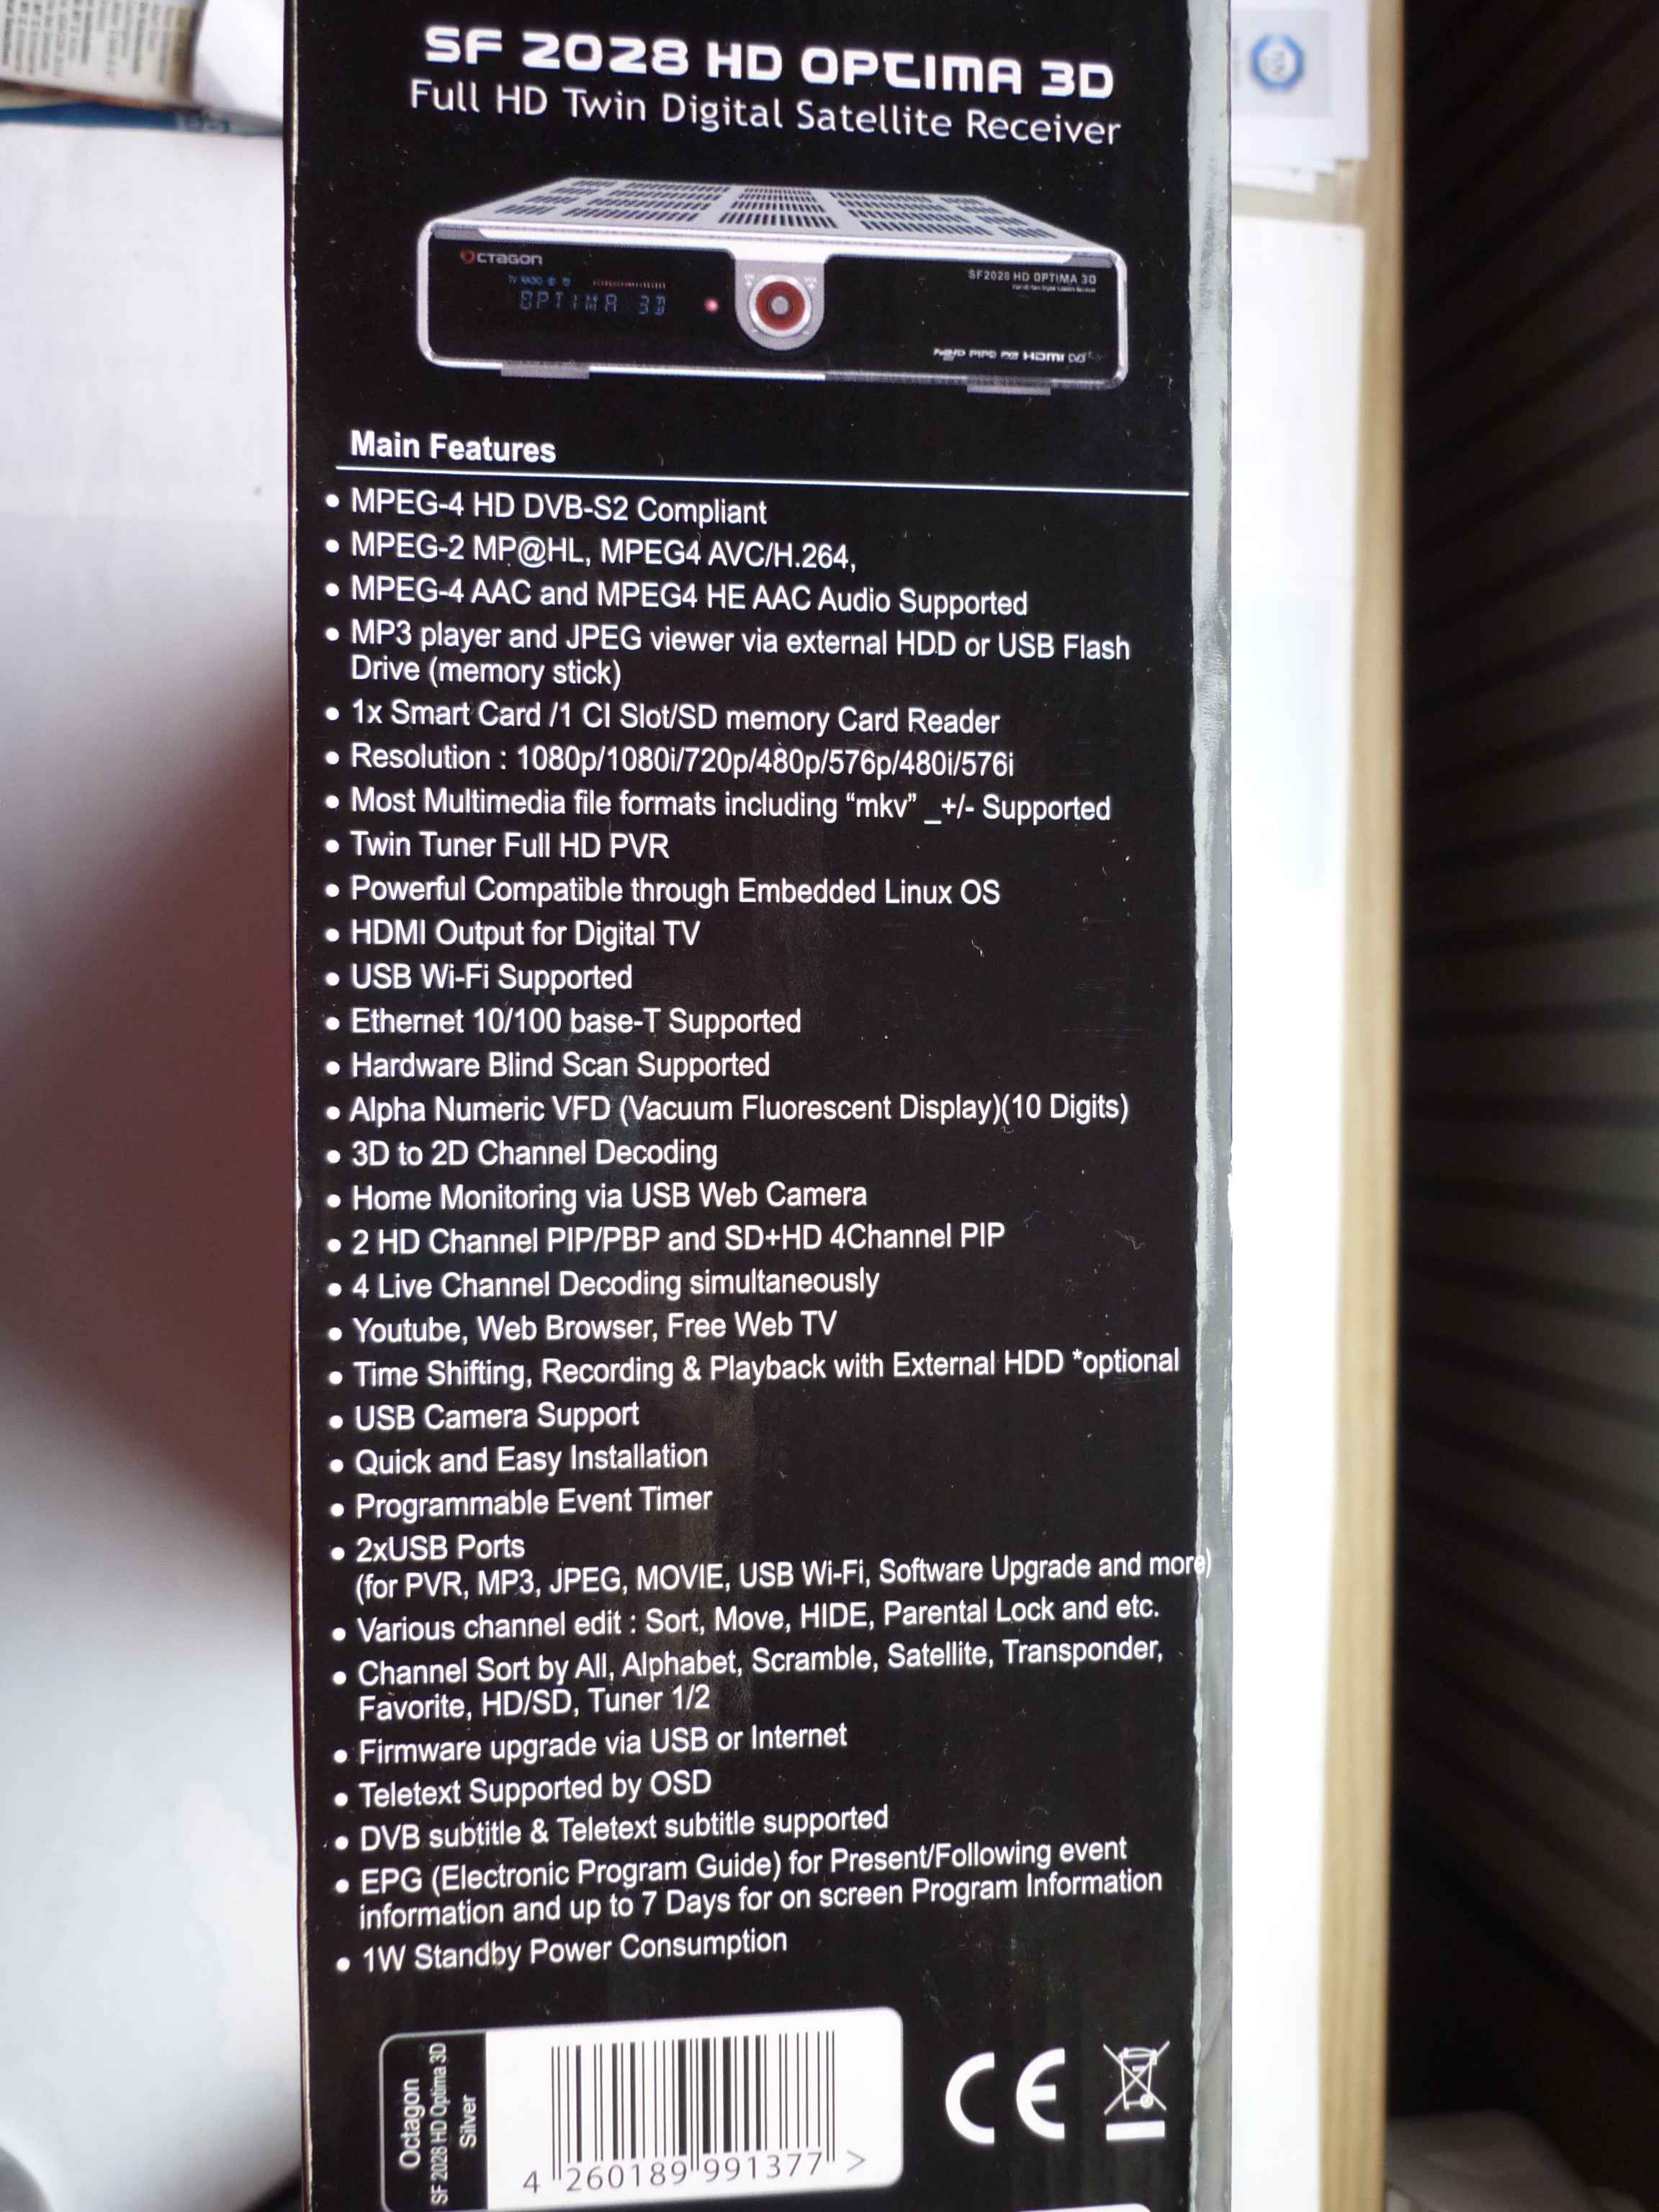 SF 2028 HD OPTIMA 3D
Full HD Twin Digital Satellite Receiver
OCTAGON
TV RADIO
OPTIMA 3D
SF2028 HD OPTIMA 3D
HDMI
Main Features
• MPEG-4 HD DVB-S2 Compliant
• MPEG-2 MP@HL, MPEG4 AVC/H.264,
• MPEG-4 AAC and MPEG4 HE AAC Audio Supported
• MP3 player and JPEG viewer via external HDD or USB Flash
Drive (memory stick)
• 1x Smart Card /1 CI Slot/SD memory Card Reader
• Resolution : 1080p/1080i/720p/480p/576p/480i/576i
• Most Multimedia file formats including “mkv” _+/- Supported
• Twin Tuner Full HD PVR
• Powerful Compatible through Embedded Linux OS
• HDMI Output for Digital TV
• USB Wi-Fi Supported
• Ethernet 10/100 base-T Supported
• Hardware Blind Scan Supported
• Alpha Numeric VFD (Vacuum Fluorescent Display)(10 Digits)
• 3D to 2D Channel Decoding
• Home Monitoring via USB Web Camera
• 2 HD Channel PIP/PBP and SD+HD 4Channel PIP
• 4 Live Channel Decoding simultaneously
• Youtube, Web Browser, Free Web TV
• Time Shifting, Recording & Playback with External HDD *optional
• USB Camera Support
• Quick and Easy Installation
• Programmable Event Timer
• 2xUSB Ports
(for PVR, MP3, JPEG, MOVIE, USB Wi-Fi, Software Upgrade and more)
• Various channel edit : Sort, Move, HIDE, Parental Lock and etc.
• Channel Sort by All, Alphabet, Scramble, Satellite, Transponder,
Favorite, HD/SD, Tuner 1/2
• Firmware upgrade via USB or Internet
• Teletext Supported by OSD
• DVB subtitle & Teletext subtitle supported
• EPG (Electronic Program Guide) for Present/Following event
information and up to 7 Days for on screen Program Information
• 1W Standby Power Consumption
Octagon
SF 2028 HD Optima 3D
Silver
4 260189 991377 >
CE